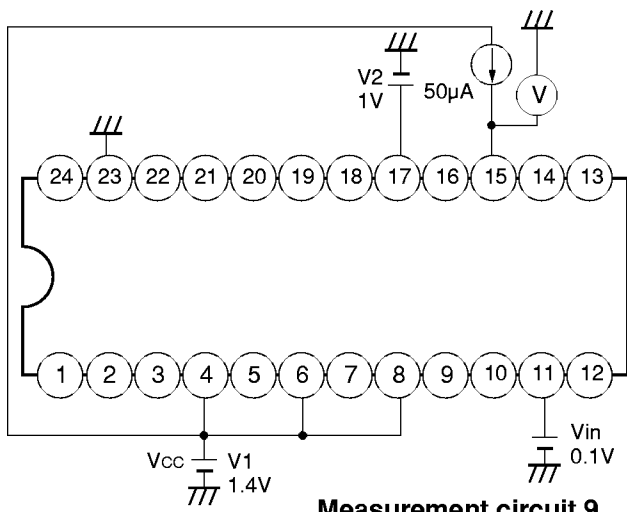 V2
1V
50µA
V
24 23 22 21 20 19 18 17 16 15 14 13
1 2 3 4 5 6 7 8 9 10 11 12
VCC
V1
1.4V
Vin
0.1V
Measurement circuit 9